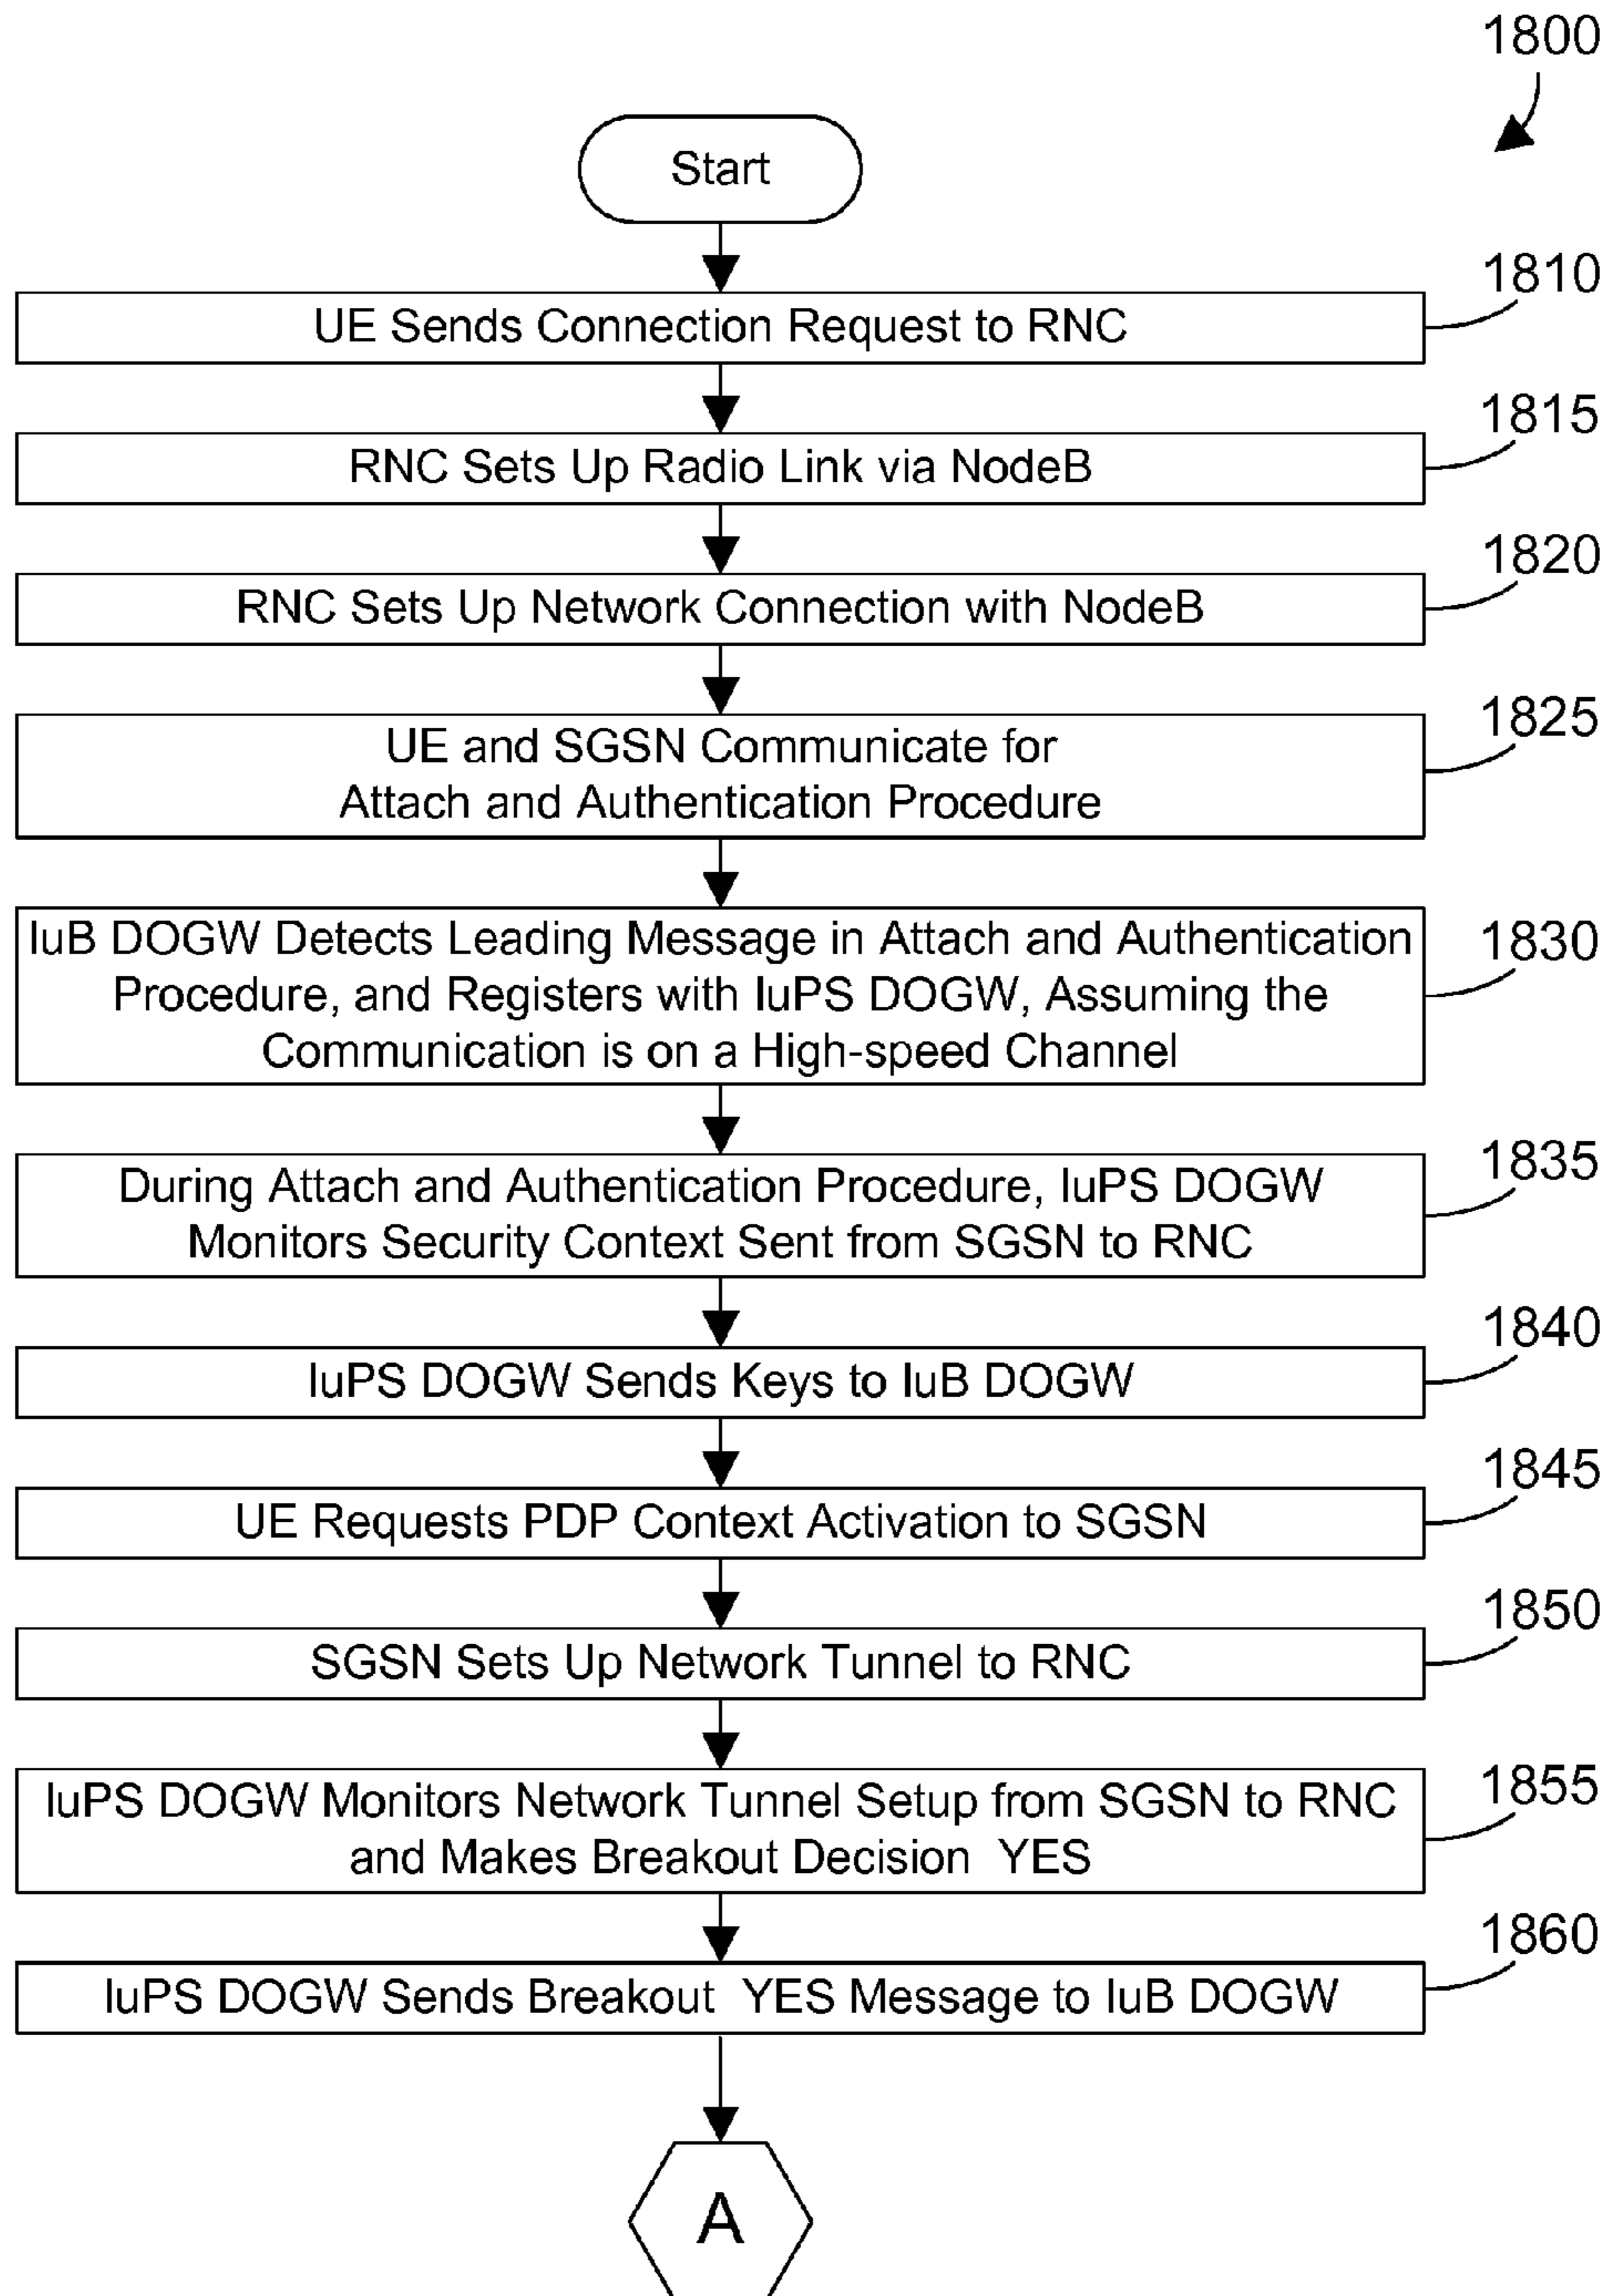 1800
Start
1810
UE Sends Connection Request to RNC
1815
RNC Sets Up Radio Link via NodeB
1820
RNC Sets Up Network Connection with NodeB
1825
UE and SGSN Communicate for
Attach and Authentication Procedure
1830
IuB DOGW Detects Leading Message in Attach and Authentication
Procedure, and Registers with IuPS DOGW, Assuming the
Communication is on a High-speed Channel
1835
During Attach and Authentication Procedure, IuPS DOGW
Monitors Security Context Sent from SGSN to RNC
1840
IuPS DOGW Sends Keys to IuB DOGW
1845
UE Requests PDP Context Activation to SGSN
1850
SGSN Sets Up Network Tunnel to RNC
1855
IuPS DOGW Monitors Network Tunnel Setup from SGSN to RNC
and Makes Breakout Decision YES
1860
IuPS DOGW Sends Breakout YES Message to IuB DOGW
A